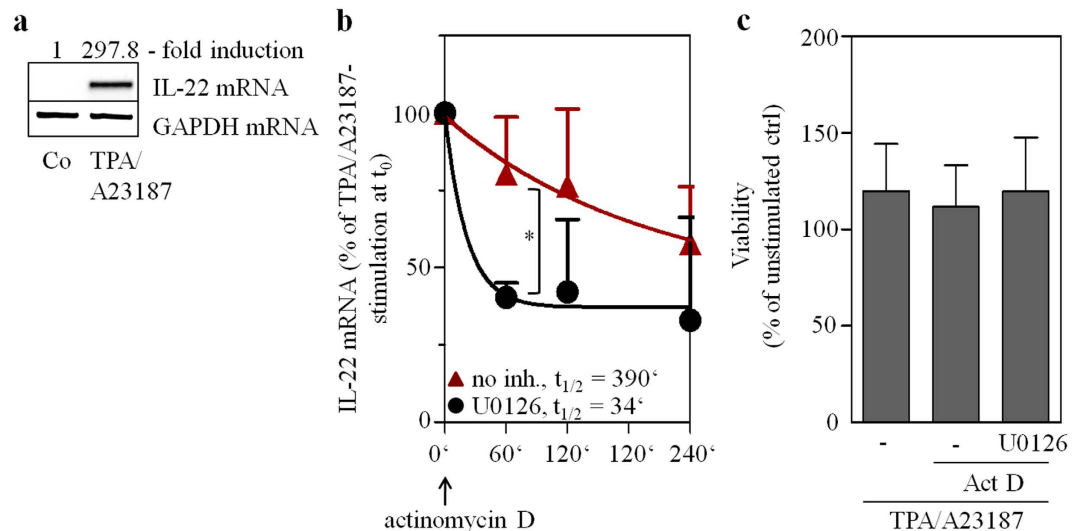 a
1 297.8 - fold induction
IL-22 mRNA
GAPDH mRNA
Co TPA/
A23187
b
IL-22 mRNA (% of TPA/A23187-
stimulation at t0)
100
50
0
*
no inh., t1/2 = 390‘
U0126, t1/2 = 34‘
0‘ 60‘ 120‘ 120‘ 240‘
actinomycin D
c
Viability
(% of unstimulated ctrl)
200
150
100
50
0
- - U0126
Act D
TPA/A23187